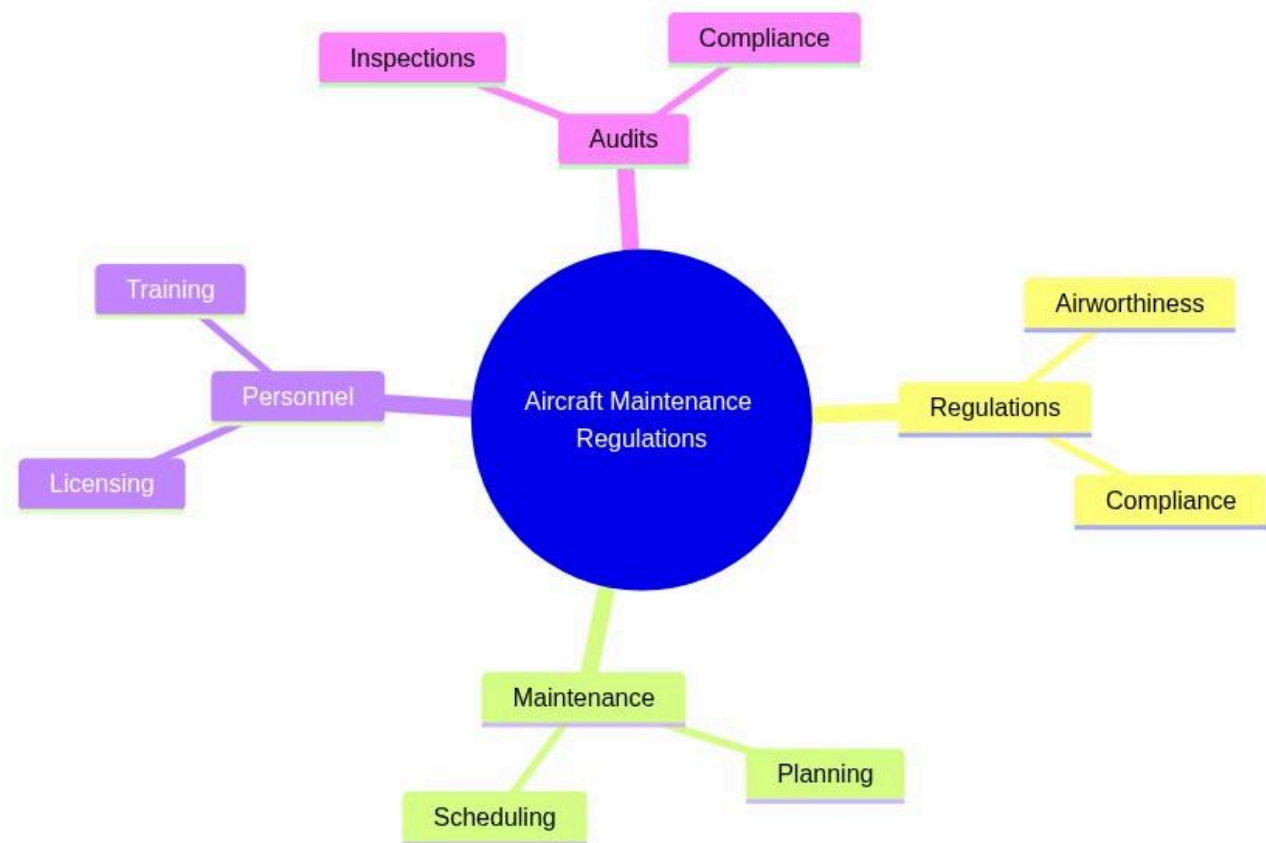 Compliance
Inspections
Audits
Training
Airworthiness
Personnel
Aircraft Maintenance
Regulations
Regulations
Licensing
Compliance
Maintenance
Planning
Scheduling